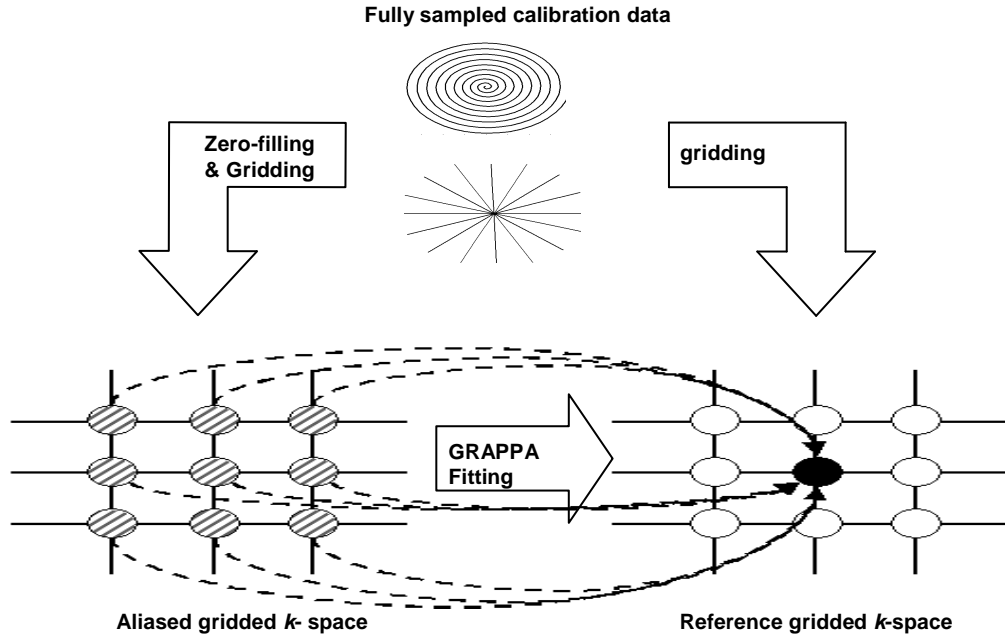 Fully sampled calibration data
Zero-filling
& Gridding
gridding
GRAPPA
Fitting
Aliased gridded k- space
Reference gridded k-space